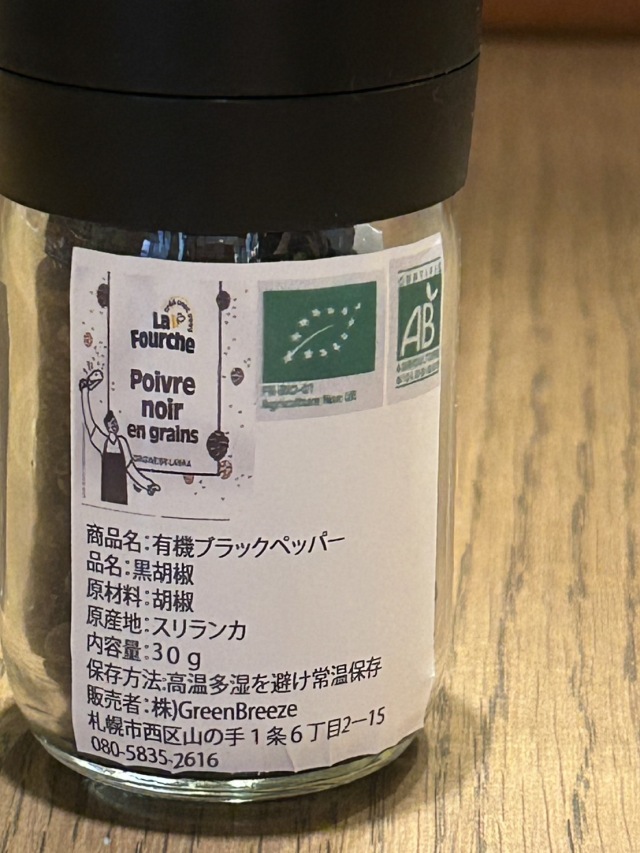 La
Fourche
Poivre
noir
en grains
AB
商品名:有機ブラックペッパー
品名:黒胡椒
原材料:胡椒
原産地:スリランカ
内容量:30g
保存方法:高温多湿を避け常温保存
販売者:株)GreenBreeze
札幌市西区山の手1条6丁目2ー15
080-5835-2616